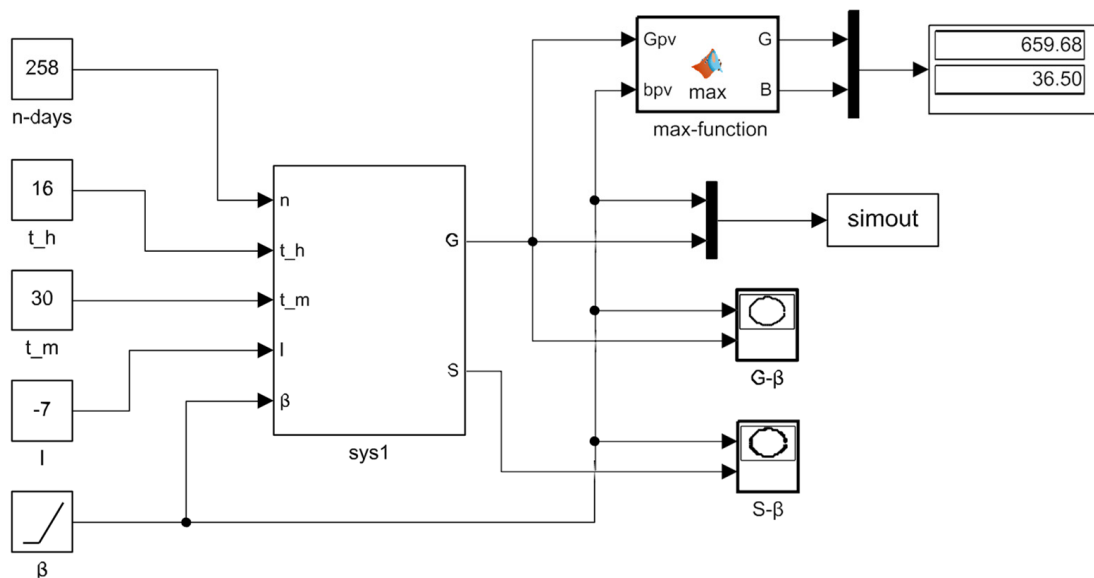 258
n-days
16
t_h
30
t_m
-7
l
β
n
t_h
t_m
l
β
G
S
sys1
Gpv
bpv
max
G
B
max-function
659.68
36.50
simout
G-β
S-β